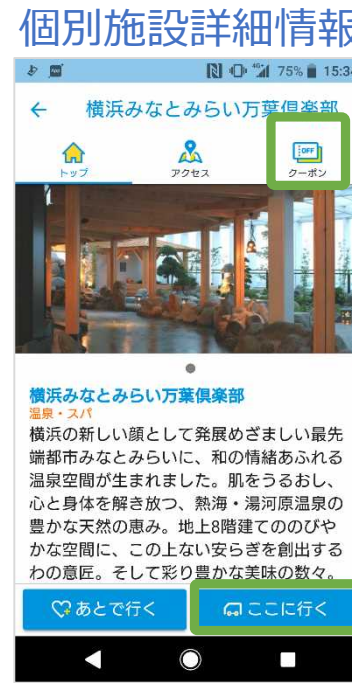 個別施設詳細情報
75% 15:34
横浜みなとみらい万葉倶楽部
トップ
アクセス
OFF
クーポン
横浜みなとみらい万葉倶楽部
温泉・スパ
横浜の新しい顔として発展めざましい最先
端都市みなとみらいに、和の情緒あふれる
温泉空間が生まれました。肌をうるおし、
心と身体を解き放つ、熱海・湯河原温泉の
豊かな天然の恵み。地上8階建てののびや
かな空間に、この上ない安らぎを創出する
わの意匠。そして彩り豊かな美味の数々。
あとで行く
ここに行く